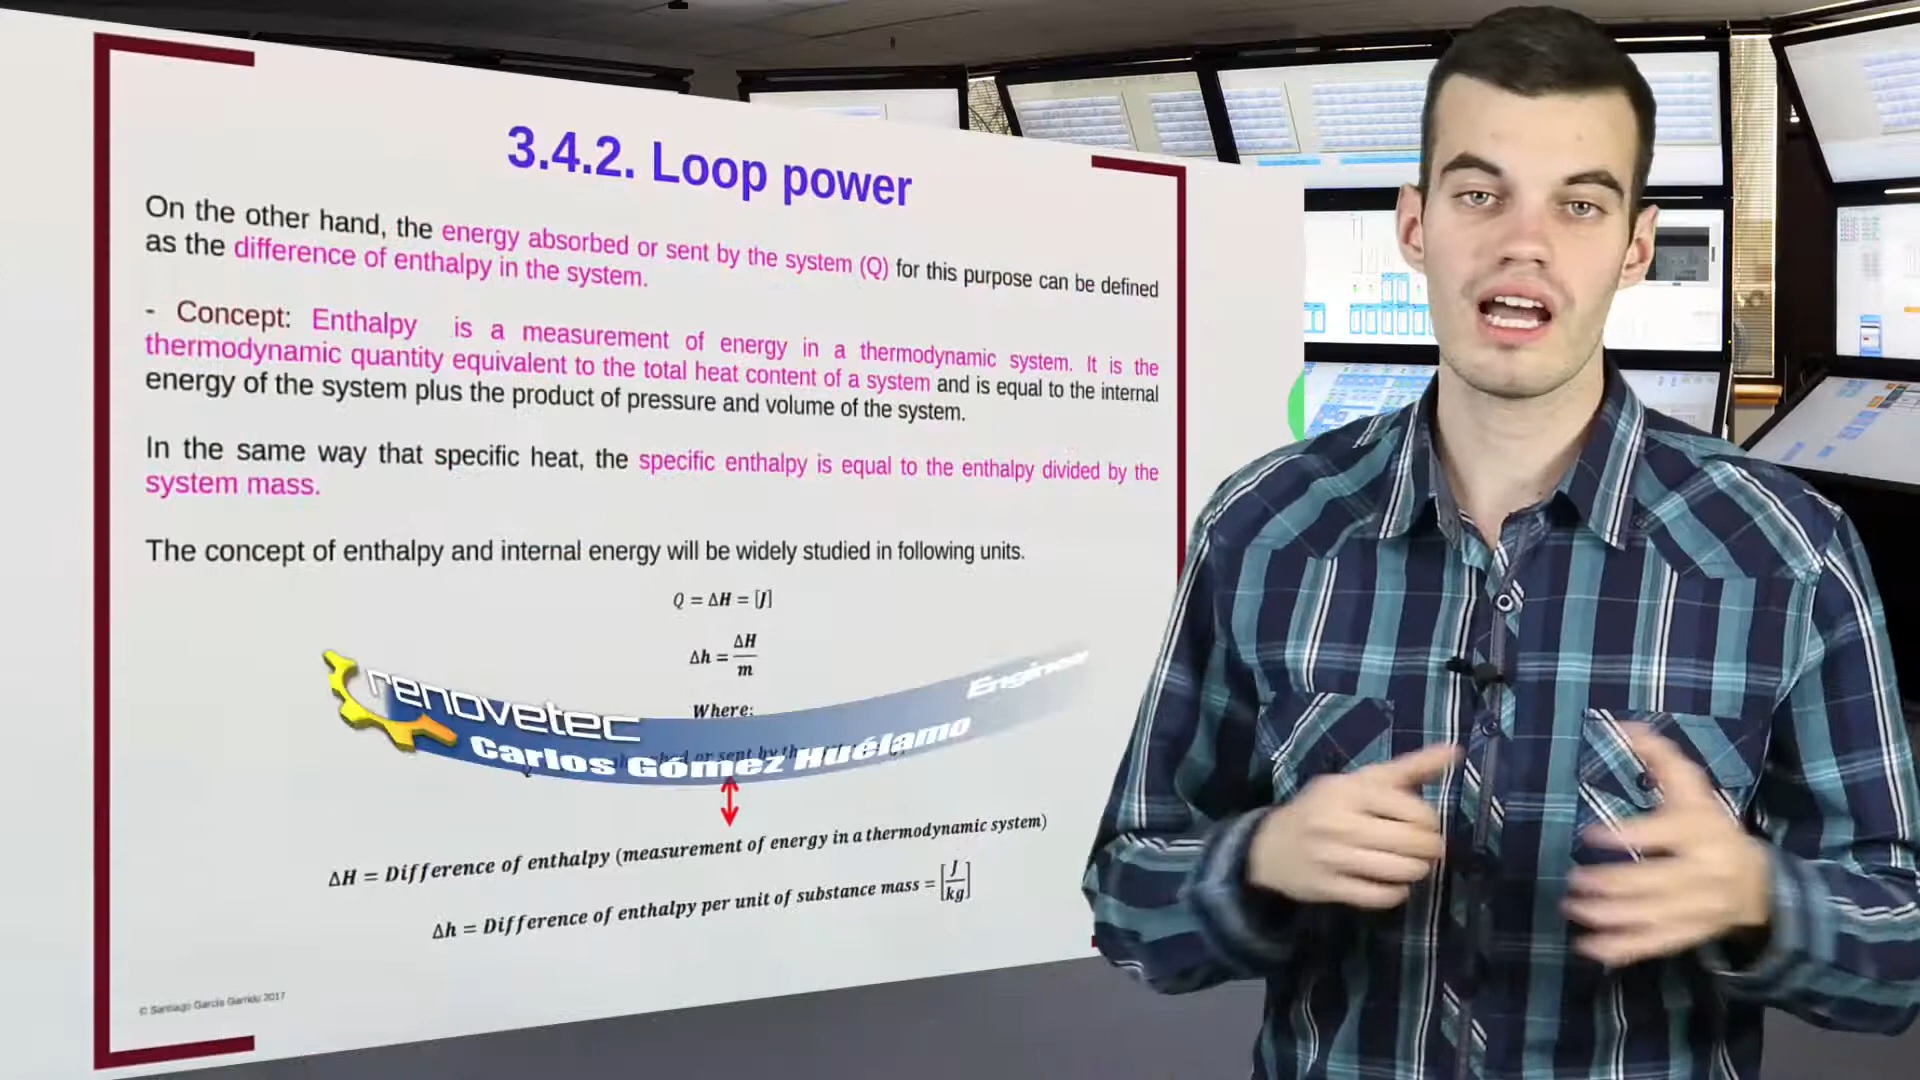 3.4.2. Loop power
On the other hand, the energy absorbed or sent by the system (Q) for this purpose can be defined
as the difference of enthalpy in the system.
- Concept: Enthalpy is a measurement of energy in a thermodynamic system. It is the
thermodynamic quantity equivalent to the total heat content of a system and is equal to the internal
energy of the system plus the product of pressure and volume of the system.
In the same way that specific heat, the specific enthalpy is equal to the enthalpy divided by the
system mass.
The concept of enthalpy and internal energy will be widely studied in following units.
Q = ΔH = [J]
Δh = ΔH/m
Where:
or sent by
renovetec
Engineer
Carlos Gómez Huélamo
ΔH = Difference of enthalpy (measurement of energy in a thermodynamic system)
Δh = Difference of enthalpy per unit of substance mass = [J/kg]
© Santiago García Garrido 2017